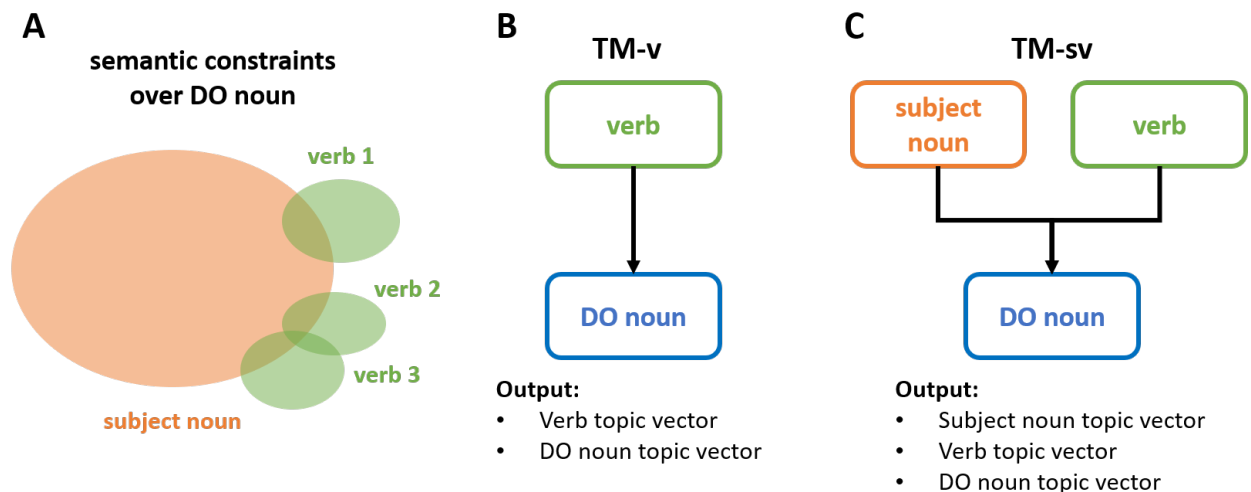 A
semantic constraints
over DO noun
verb 1
verb 2
verb 3
subject noun
B
TM-v
verb
DO noun
Output:
• Verb topic vector
• DO noun topic vector
C
TM-sv
subject
noun
verb
DO noun
Output:
• Subject noun topic vector
• Verb topic vector
• DO noun topic vector